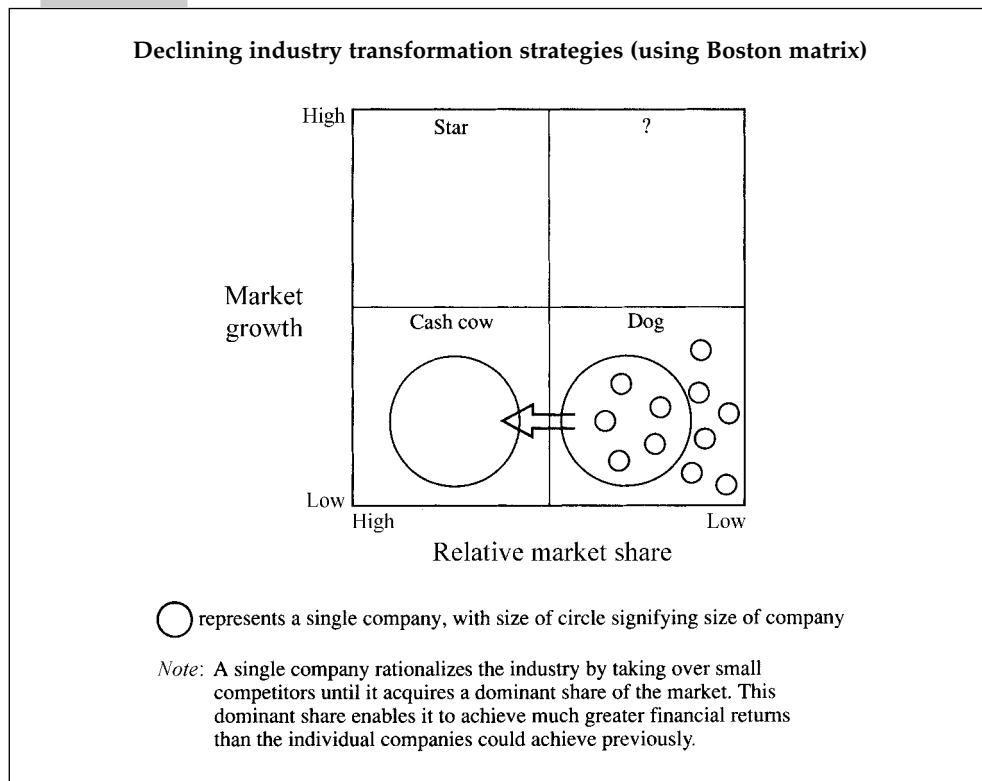 Declining industry transformation strategies (using Boston matrix)
High
Star
?
Market
growth
Cash cow
Dog
Low
High
Low
Relative market share
represents a single company, with size of circle signifying size of company
Note: A single company rationalizes the industry by taking over small
competitors until it acquires a dominant share of the market. This
dominant share enables it to achieve much greater financial returns
than the individual companies could achieve previously.